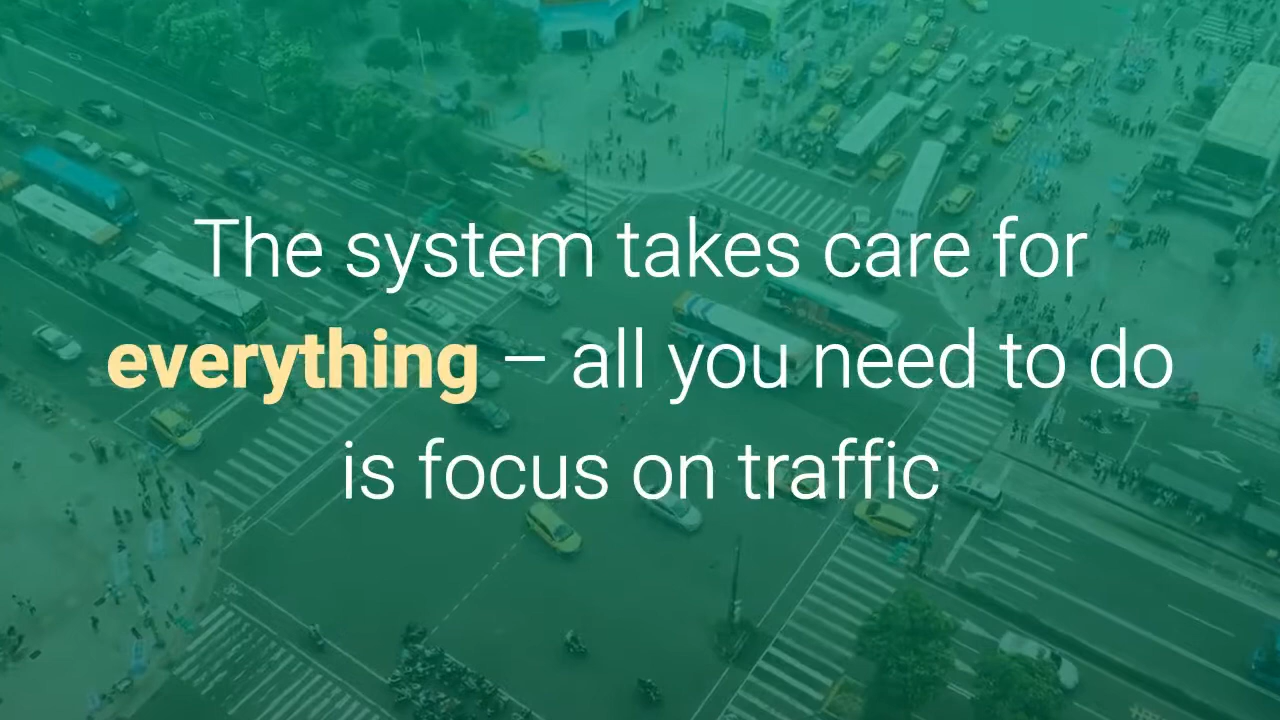 The system takes care for
everything – all you need to do
is focus on traffic